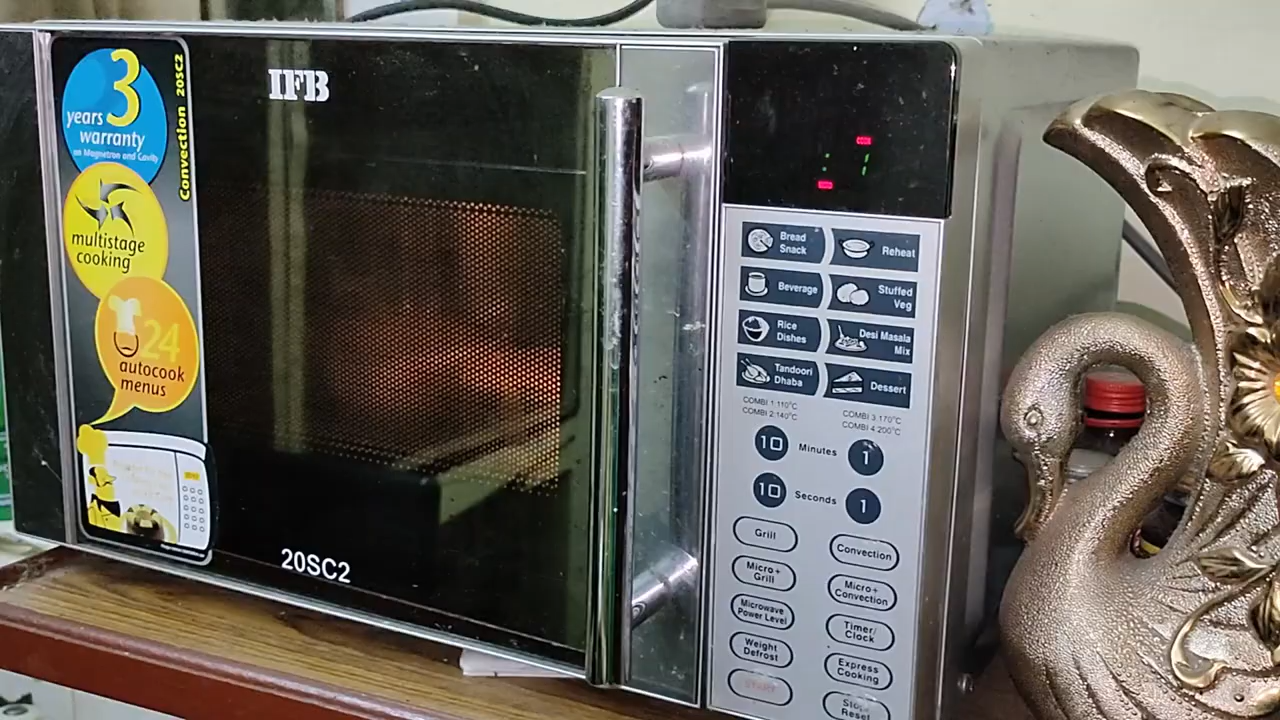 3
years
warranty
on Magnetron and Cavity
Convection 20SC2
multistage
cooking
24
autocook
menus
IFB
20SC2
COOK
: 1
Bread
Snack
Reheat
Beverage
Stuffed
Veg
Rice
Dishes
Desi Masala
Mix
Tandoori
Dhaba
Dessert
COMBI 1:110°C
COMBI 2:140°C
COMBI 3:170°C
COMBI 4:200°C
10 Minutes 1
10 Seconds 1
Grill
Convection
Micro+
Grill
Micro+
Convection
Microwave
Power Level
Timer/
Clock
Weight
Defrost
Express
Cooking
START
Stop/
Reset